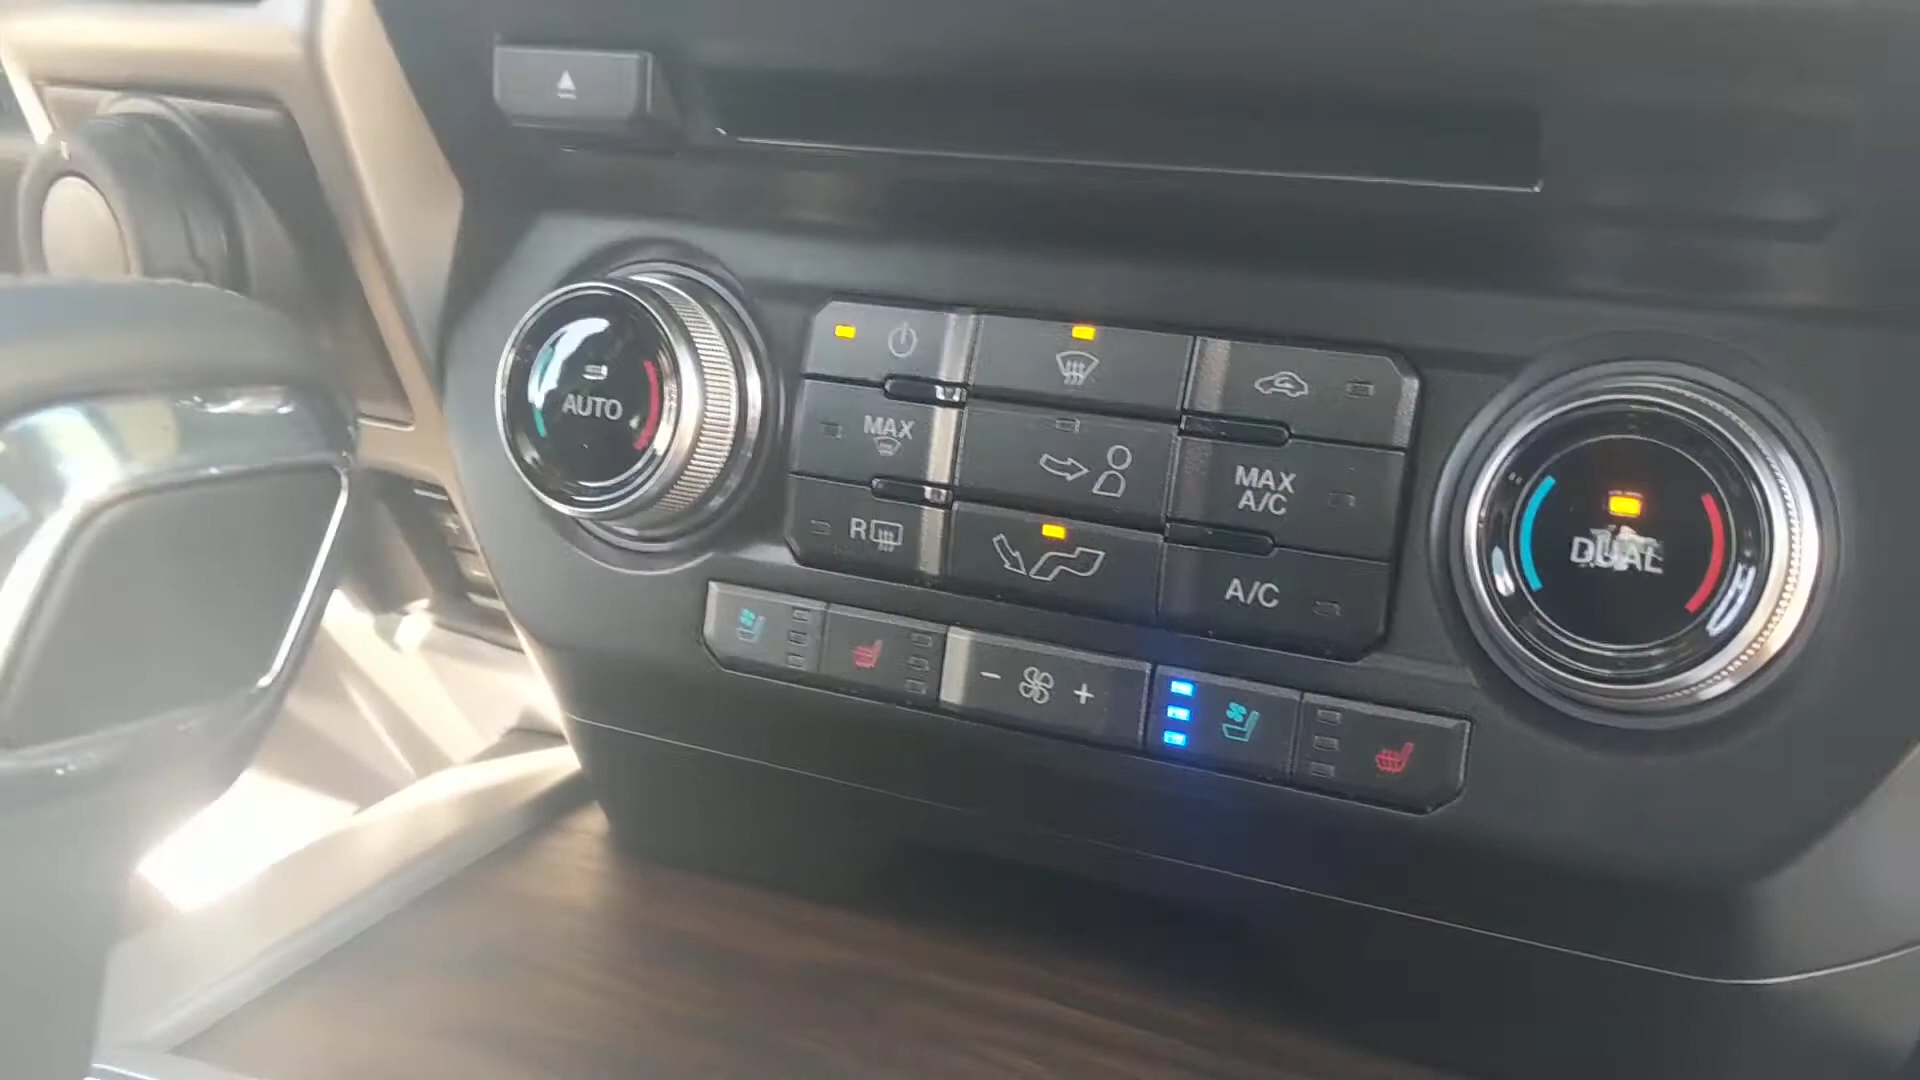 AUTO
MAX
R
MAX
A/C
A/C
DUAL
- +